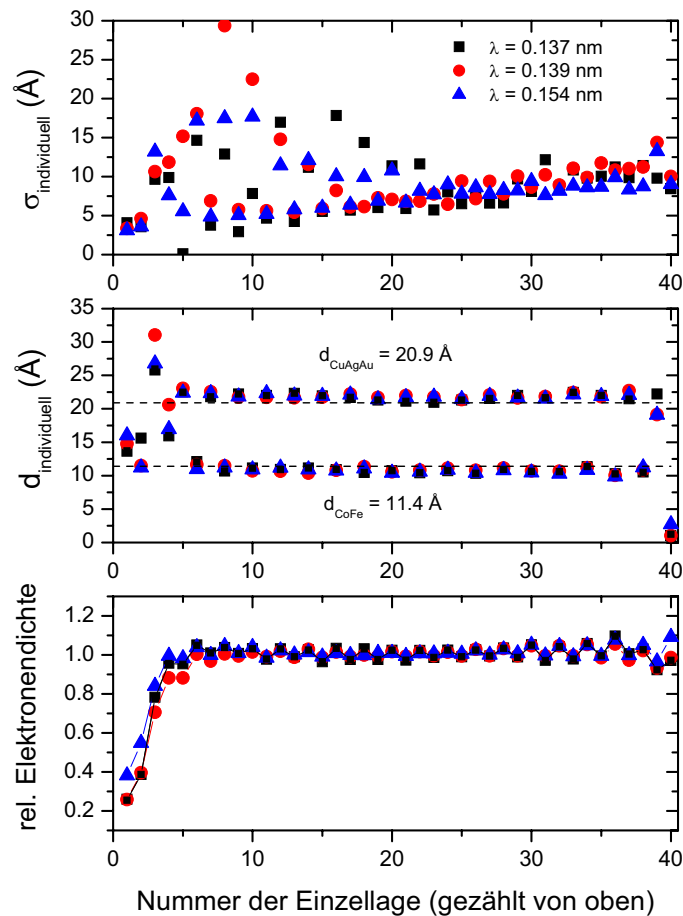 30
25
20
15
10
5
0
σindividuell (Å)
λ = 0.137 nm
λ = 0.139 nm
λ = 0.154 nm
0 10 20 30 40
35
30
25
20
15
10
5
0
dindividuell (Å)
dCuAgAu = 20.9 Å
dCoFe = 11.4 Å
0 10 20 30 40
1.2
1.0
0.8
0.6
0.4
0.2
rel. Elektronendichte
0 10 20 30 40
Nummer der Einzellage (gezählt von oben)